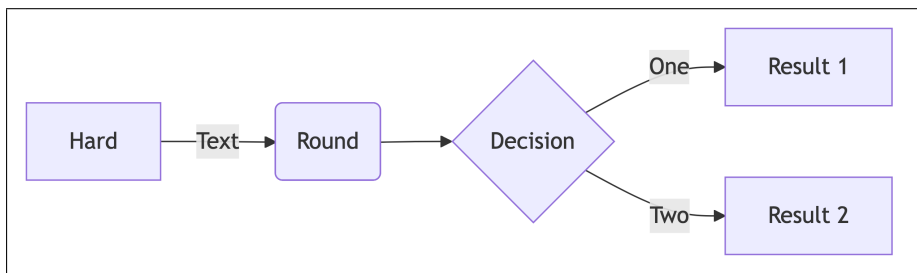 Hard
Text
Round
Decision
One
Result 1
Two
Result 2